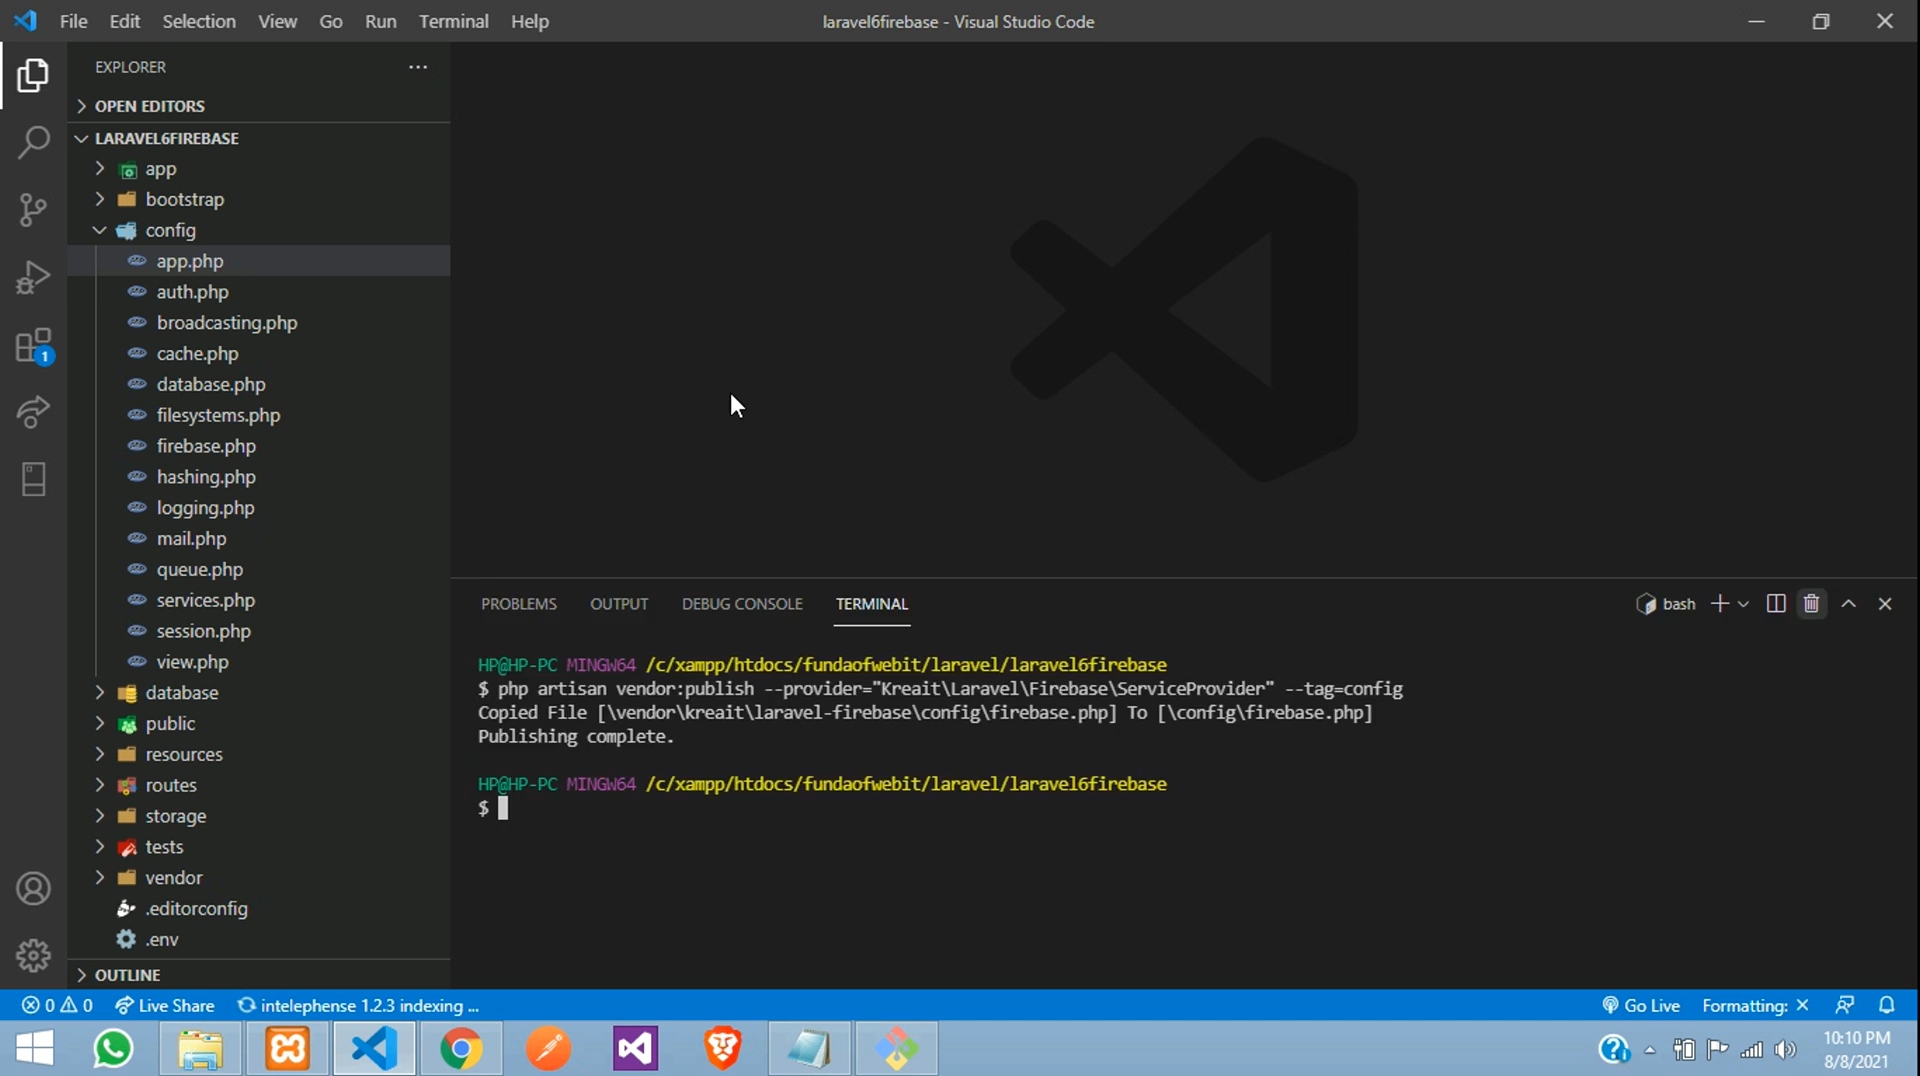 File Edit Selection View Go Run Terminal Help
laravel6firebase - Visual Studio Code
EXPLORER
OPEN EDITORS
LARAVEL6FIREBASE
app
bootstrap
config
app.php
auth.php
broadcasting.php
cache.php
database.php
filesystems.php
firebase.php
hashing.php
logging.php
mail.php
queue.php
services.php
session.php
view.php
database
public
resources
routes
storage
tests
vendor
.editorconfig
.env
OUTLINE
1
PROBLEMS OUTPUT DEBUG CONSOLE TERMINAL
bash
HP@HP-PC MINGW64 /c/xampp/htdocs/fundaofwebit/laravel/laravel6firebase
$ php artisan vendor:publish --provider="Kreait\Laravel\Firebase\ServiceProvider" --tag=config
Copied File [\vendor\kreait\laravel-firebase\config\firebase.php] To [\config\firebase.php]
Publishing complete.
HP@HP-PC MINGW64 /c/xampp/htdocs/fundaofwebit/laravel/laravel6firebase
$
0 0 Live Share intelephense 1.2.3 indexing ...
Go Live Formatting: ×
10:10 PM
8/8/2021